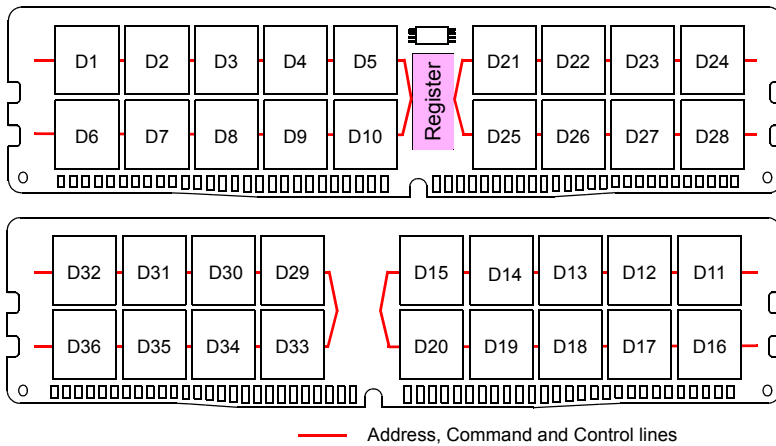 D1 D2 D3 D4 D5 D21 D22 D23 D24
Register
D6 D7 D8 D9 D10 D25 D26 D27 D28
D32 D31 D30 D29 D15 D14 D13 D12 D11
D36 D35 D34 D33 D20 D19 D18 D17 D16
Address, Command and Control lines